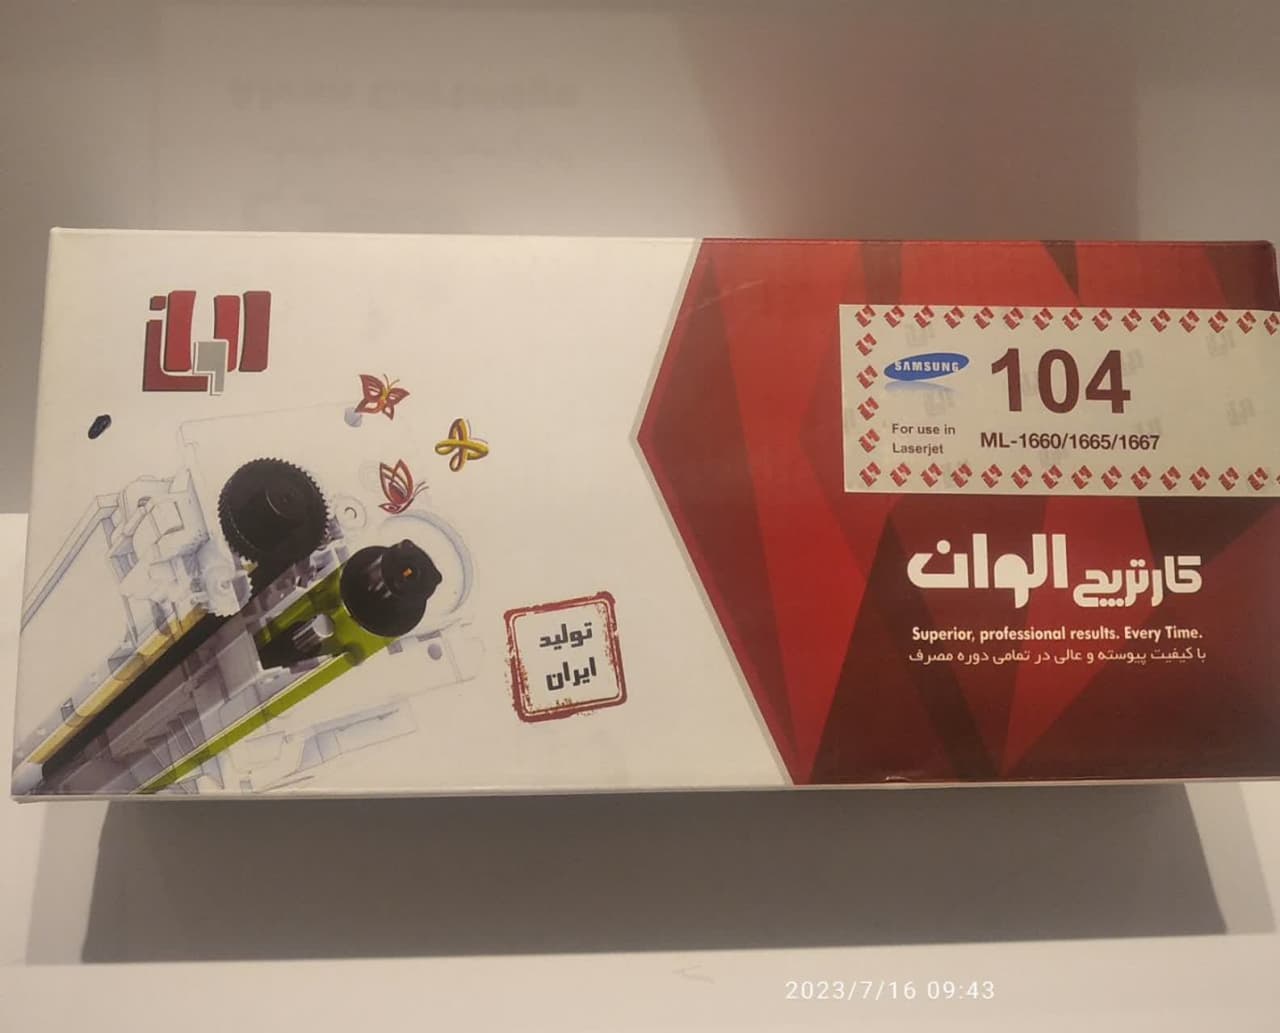 الوان
SAMSUNG
104
For use in
Laserjet
ML-1660/1665/1667
کارتریج الوان
Superior, professional results. Every Time.
با کیفیت پیوسته و عالی در تمامی دوره مصرف
تولید
ایران
2023/7/16 09:43